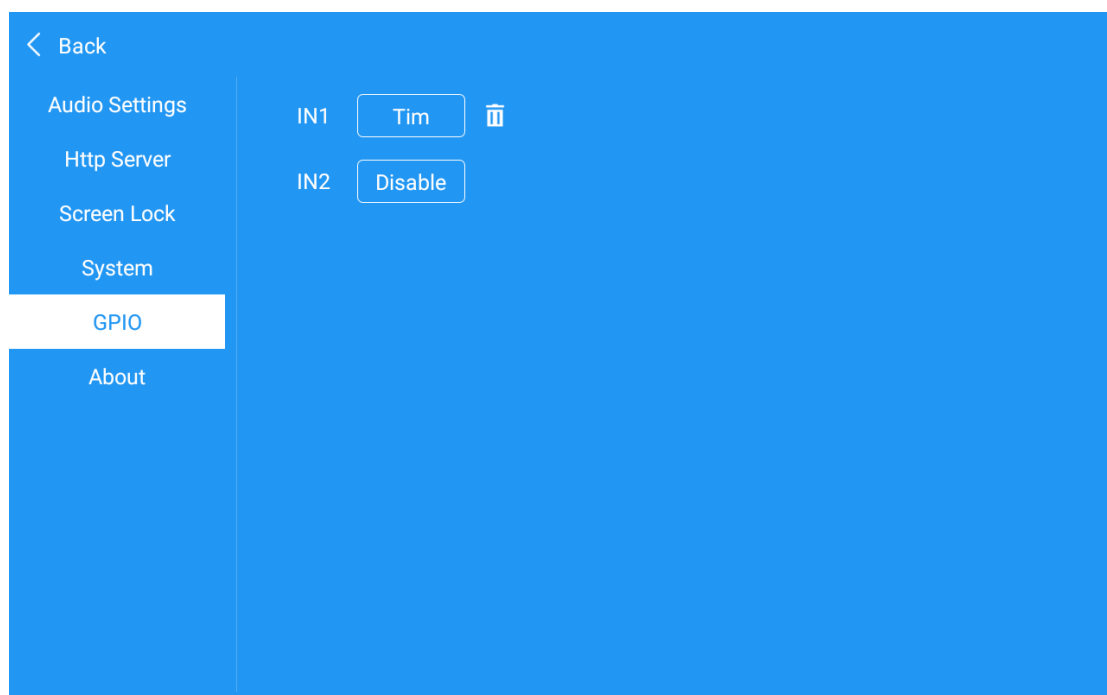 Back
Audio Settings
Http Server
Screen Lock
System
GPIO
About
IN1 Tim
IN2 Disable